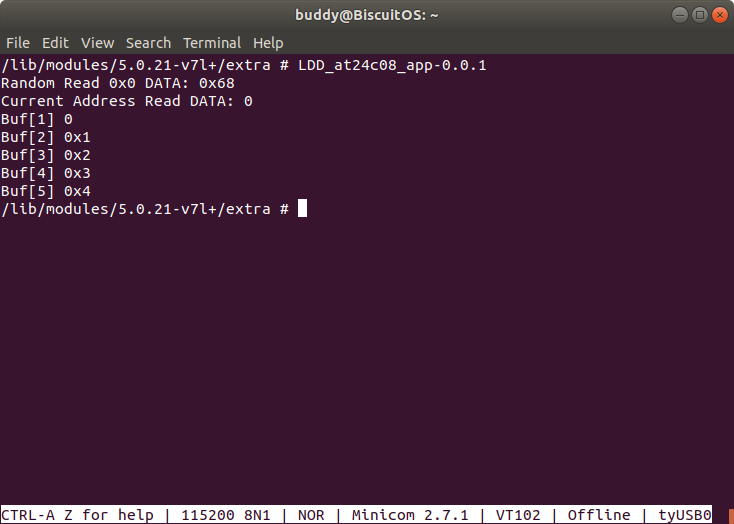 buddy@BiscuitOS: ~
File Edit View Search Terminal Help
/lib/modules/5.0.21-v7l+/extra # LDD_at24c08_app-0.0.1
Random Read 0x0 DATA: 0x68
Current Address Read DATA: 0
Buf[1] 0
Buf[2] 0x1
Buf[3] 0x2
Buf[4] 0x3
Buf[5] 0x4
/lib/modules/5.0.21-v7l+/extra #
CTRL-A Z for help | 115200 8N1 | NOR | Minicom 2.7.1 | VT102 | Offline | tyUSB0